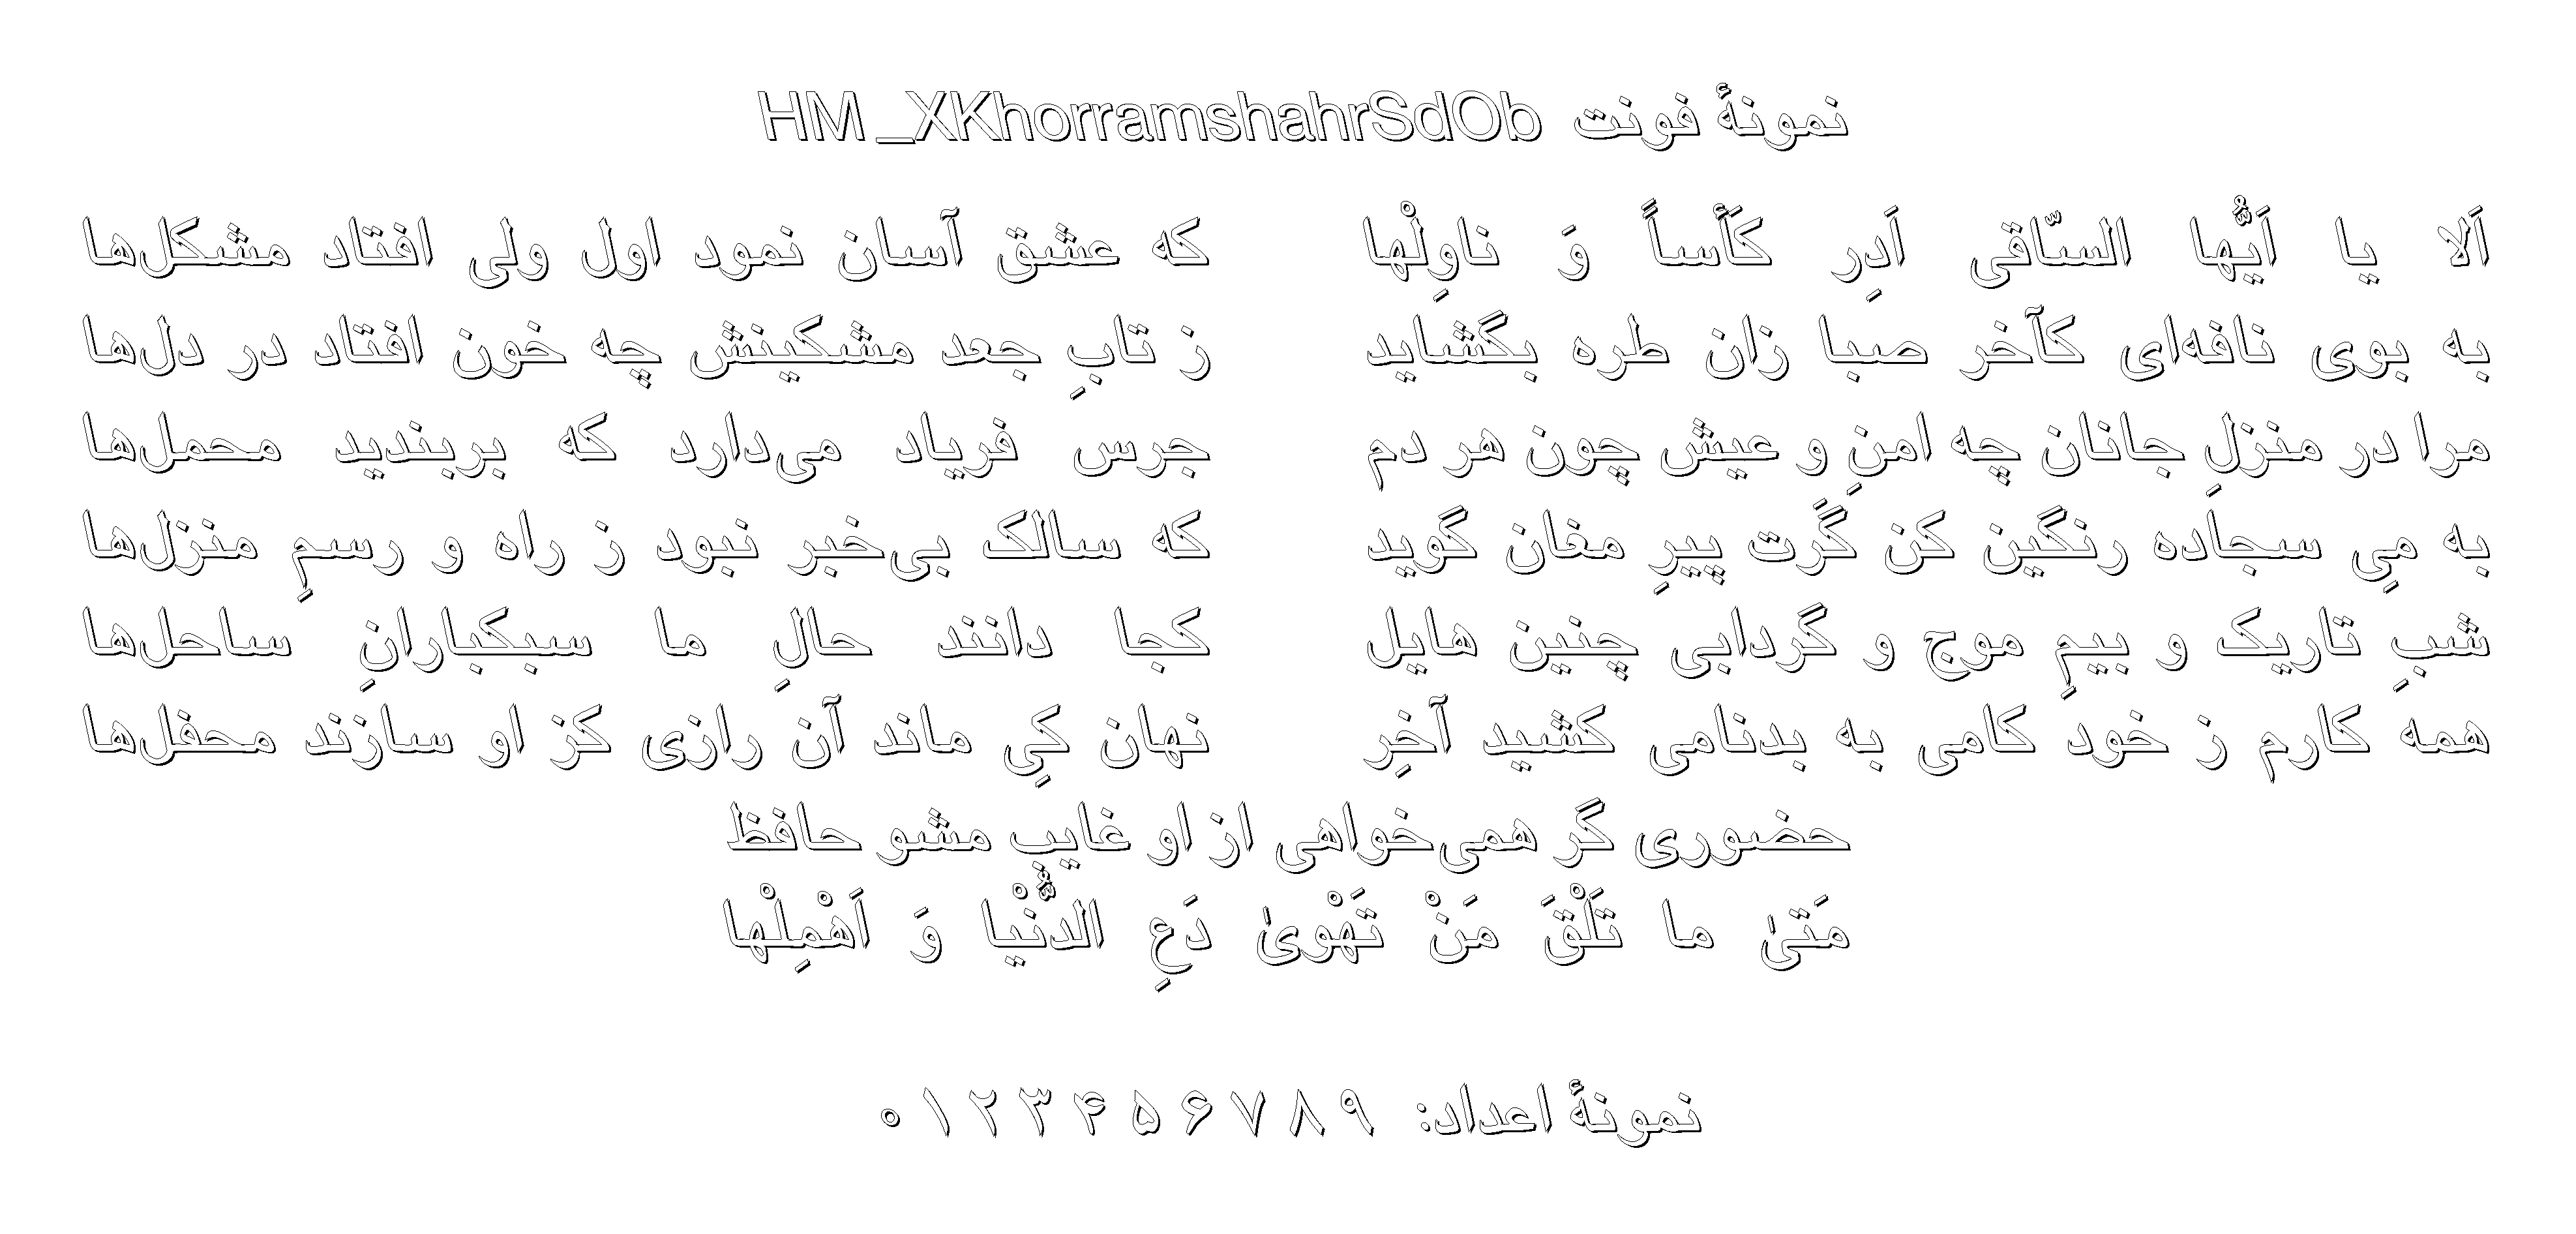 نمونهٔ فونت HM _XKhorramshahrSdOb
اَلا یا اَیُّها السّاقی اَدِر کَأساً وَ ناوِلْها که عشق آسان نمود اول ولی افتاد مشکل‌ها
به بوی نافه‌ای کآخر صبا زان طره بگشاید ز تابِ جعد مشکینش چه خون افتاد در دل‌ها
مرا در منزلِ جانان چه امنِ و عیش چون هر دم جرس فریاد می‌دارد که بربندید محمل‌ها
به مِی سجاده رنگین کن گَرت پیرِ مغان گوید که سالک بی‌خبر نبود ز راه و رسمِ منزل‌ها
شبِ تاریک و بیمِ موج و گردابی چنین هایل کجا دانند حالِ ما سبکبارانِ ساحل‌ها
همه کارم ز خود کامی به بدنامی کشید آخِر نهان کِی ماند آن رازی کز او سازند محفل‌ها
حضوری گر همی‌خواهی از او غایب مشو حافظ
مَتیٰ ما تَلْقَ مَنْ تَهْویٰ دَعِ الدُّنْیا وَ اَهْمِلْها
نمونهٔ اعداد: ۹ ۸ ۷ ۶ ۵ ۴ ۳ ۲ ۱ ۰